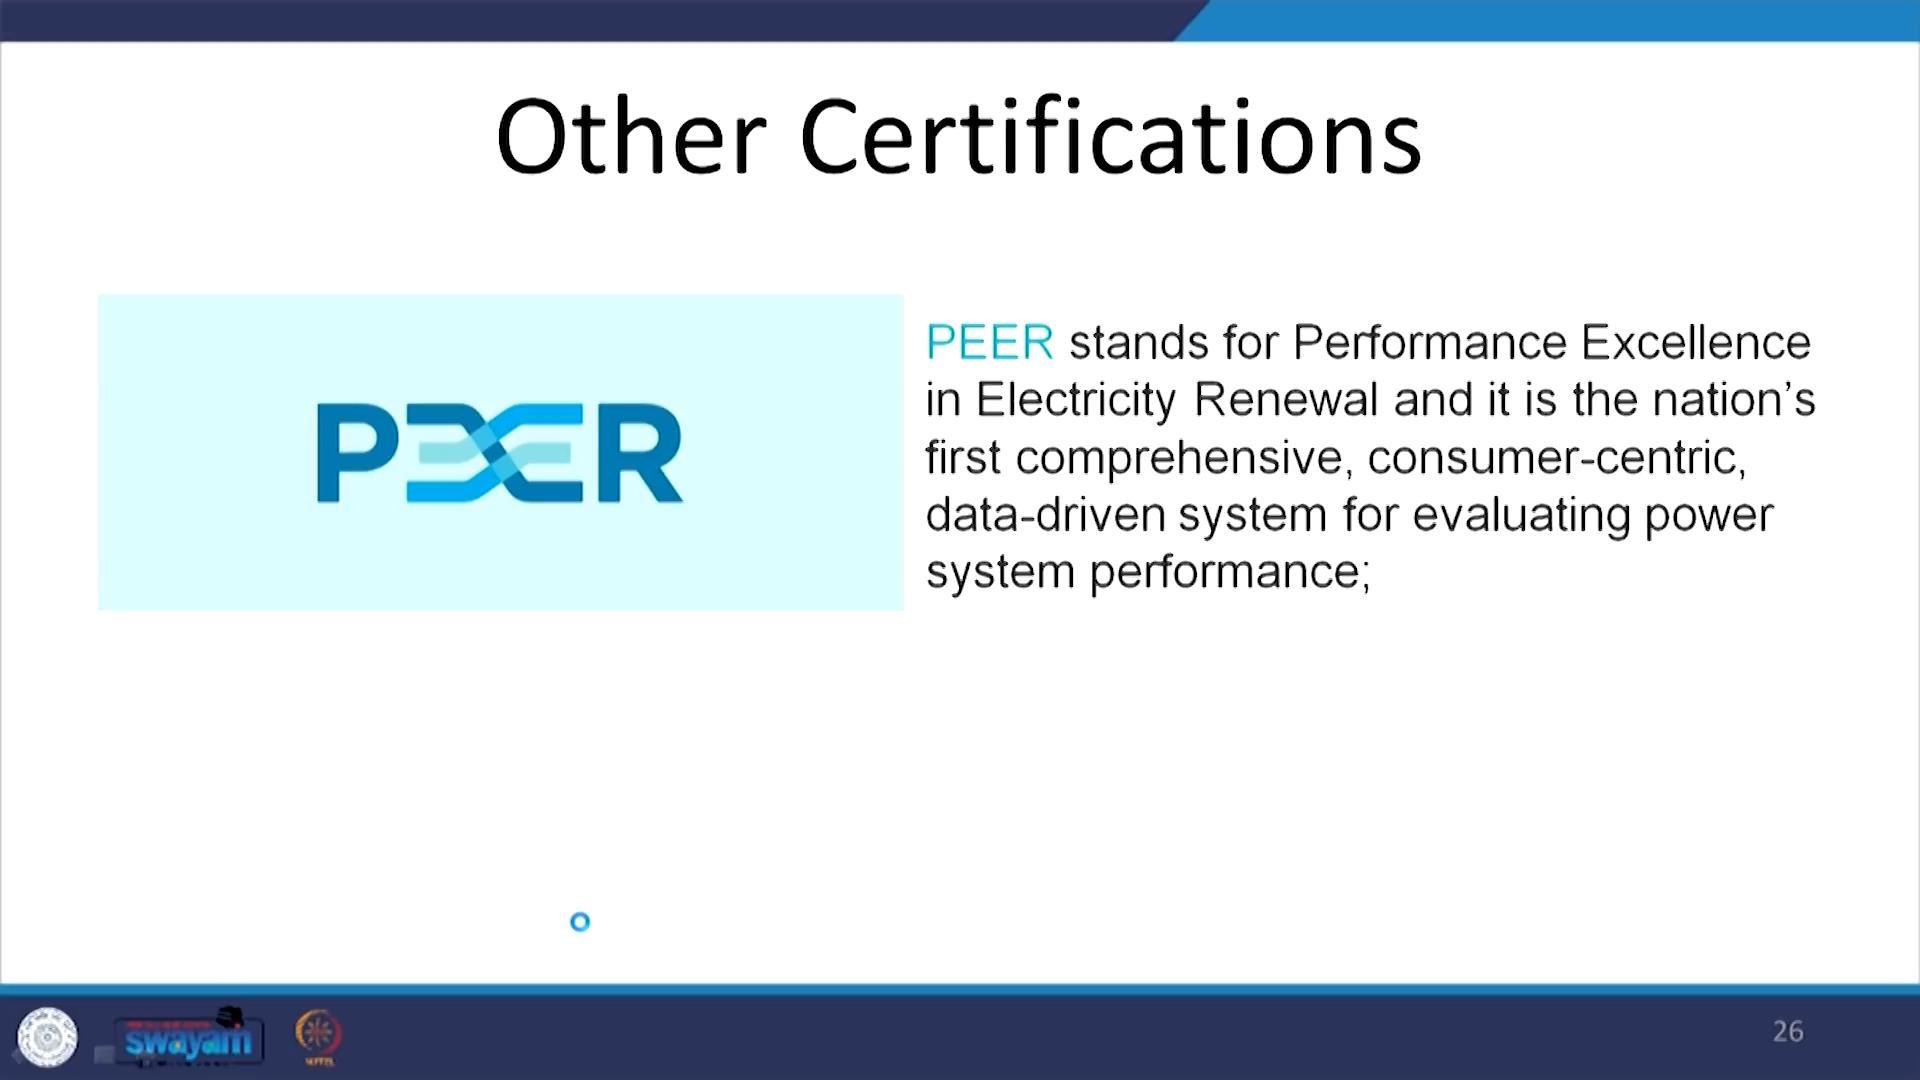 Other Certifications
PEER
PEER stands for Performance Excellence
in Electricity Renewal and it is the nation’s
first comprehensive, consumer-centric,
data-driven system for evaluating power
system performance;
swayam
26